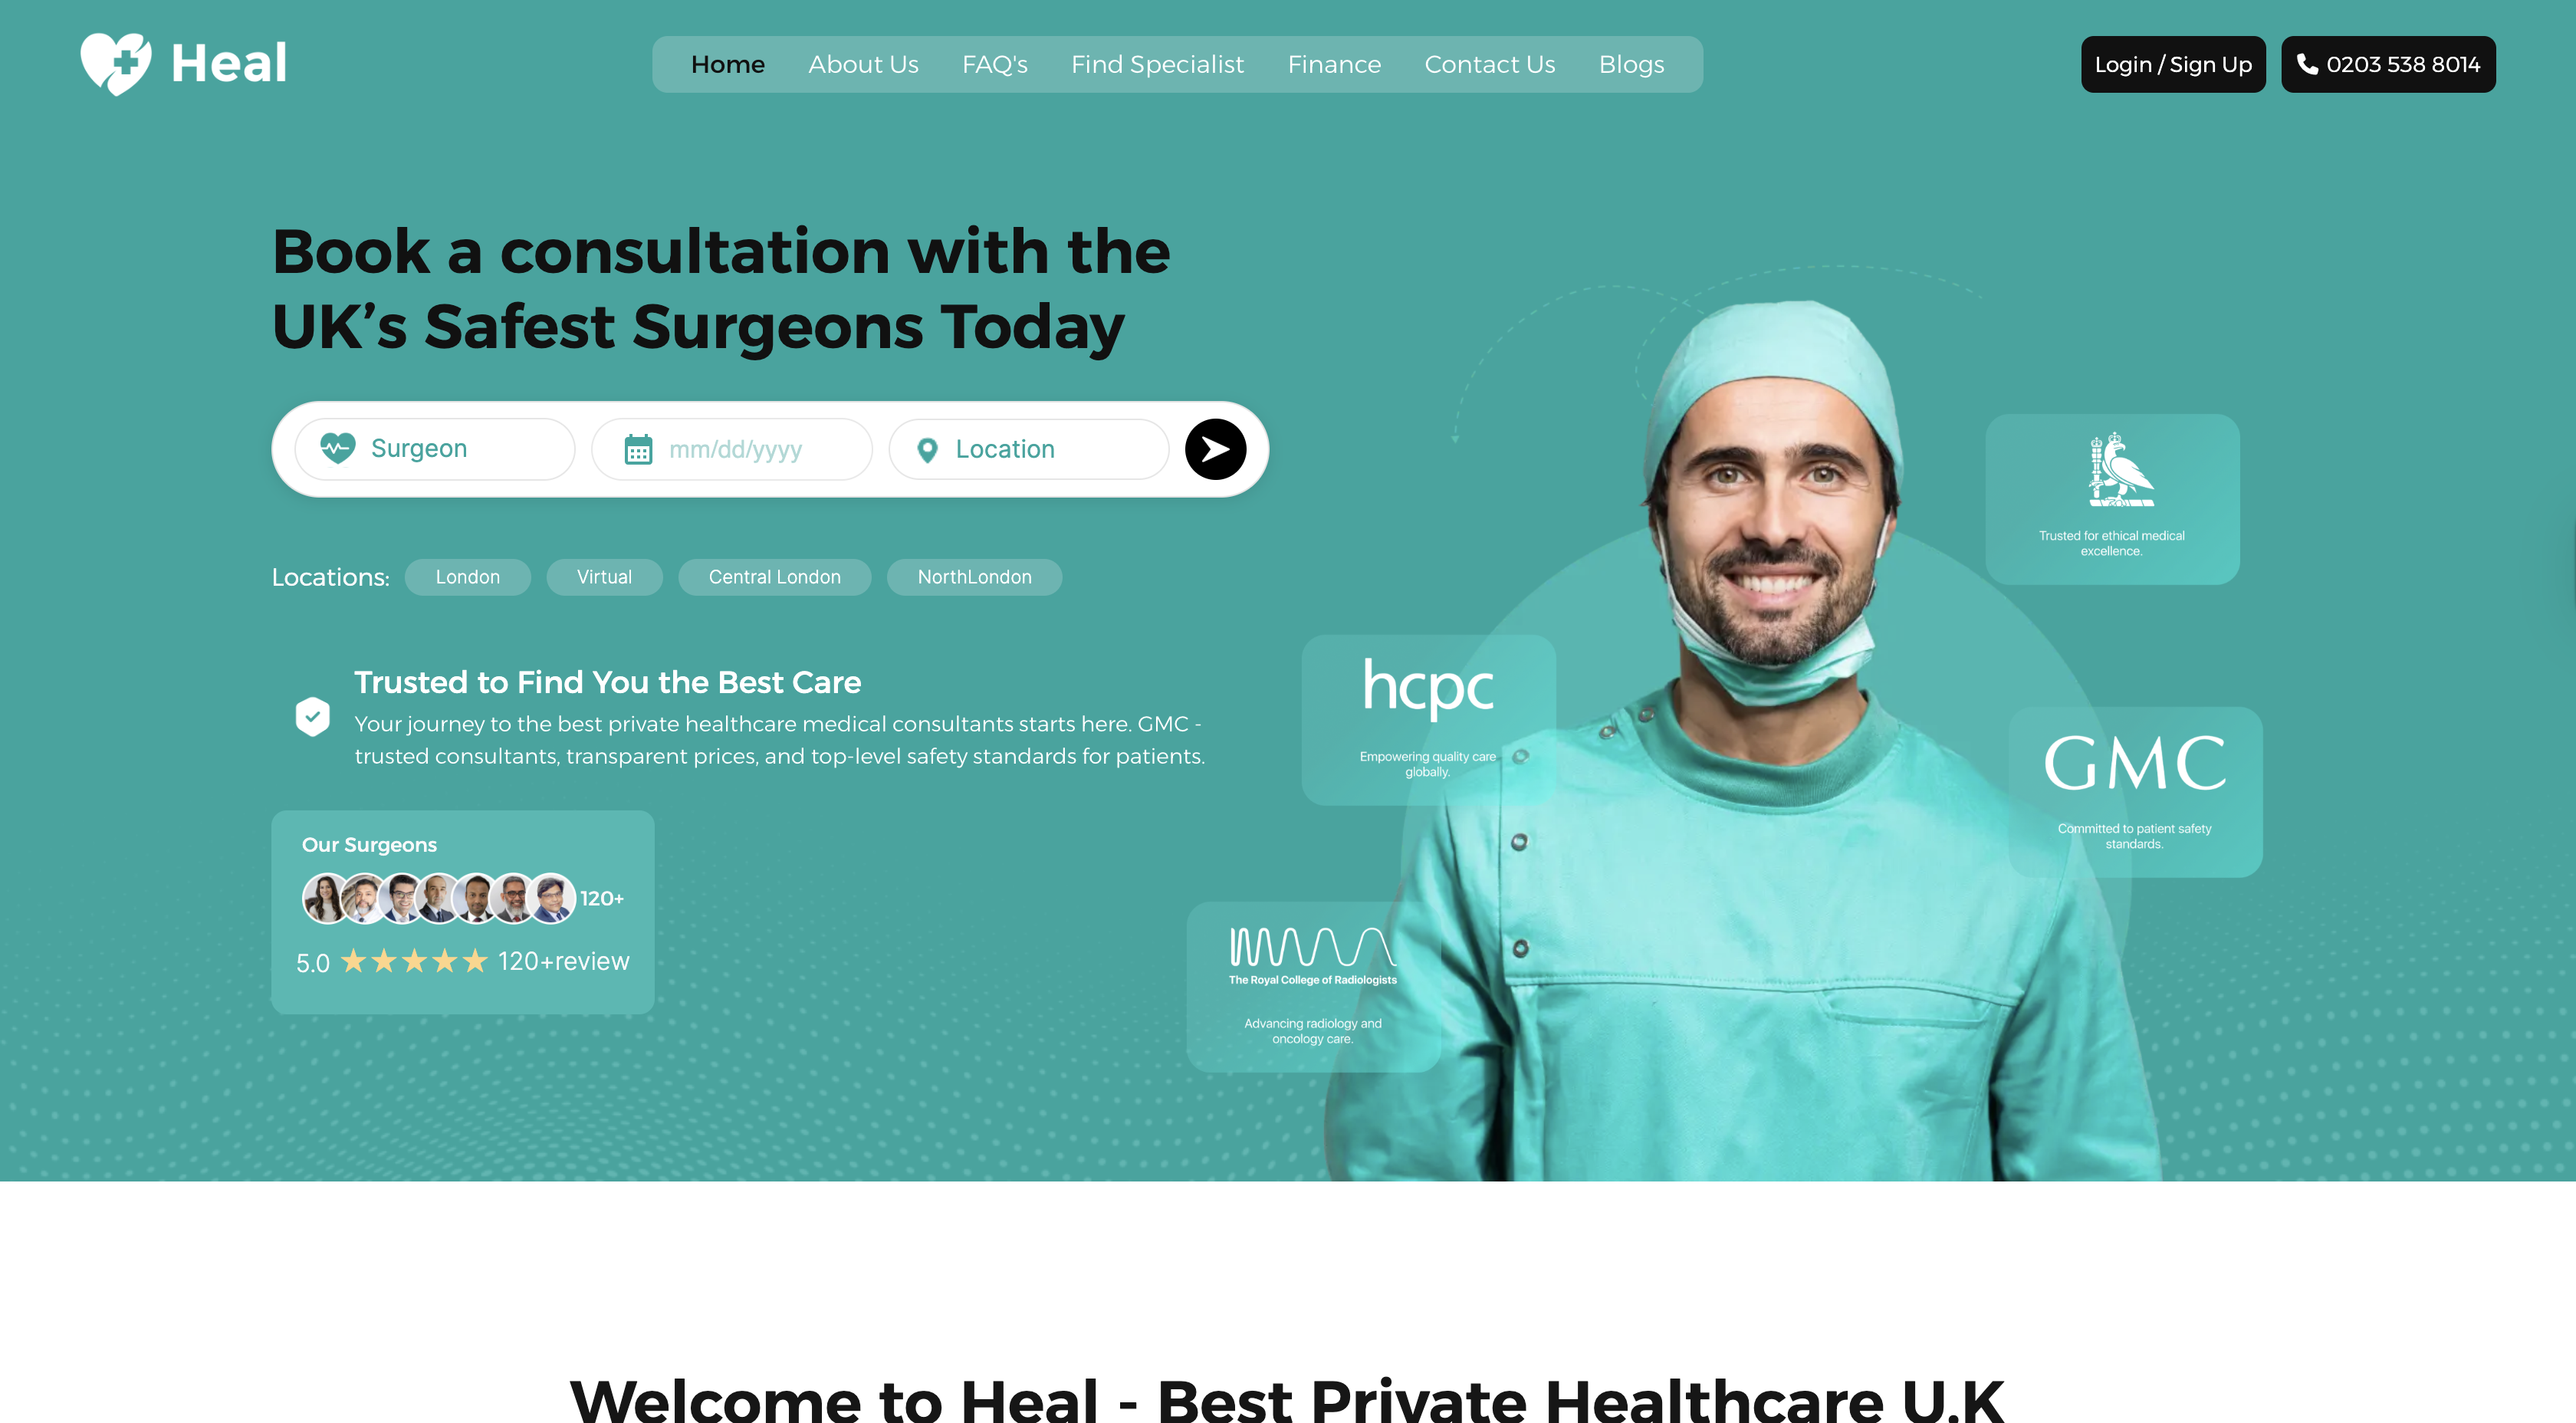 Heal
Home About Us FAQ's Find Specialist Finance Contact Us Blogs
Login / Sign Up
0203 538 8014
Book a consultation with the
UK’s Safest Surgeons Today
Surgeon
mm/dd/yyyy
Location
Locations: London Virtual Central London NorthLondon
Trusted to Find You the Best Care
Your journey to the best private healthcare medical consultants starts here. GMC -
trusted consultants, transparent prices, and top-level safety standards for patients.
Our Surgeons
120+
5.0 120+review
Trusted for ethical medical
excellence.
hcpc
Empowering quality care
globally.
GMC
Committed to patient safety
standards.
The Royal College of Radiologists
Advancing radiology and
oncology care.
Welcome to Heal - Best Private Healthcare U.K